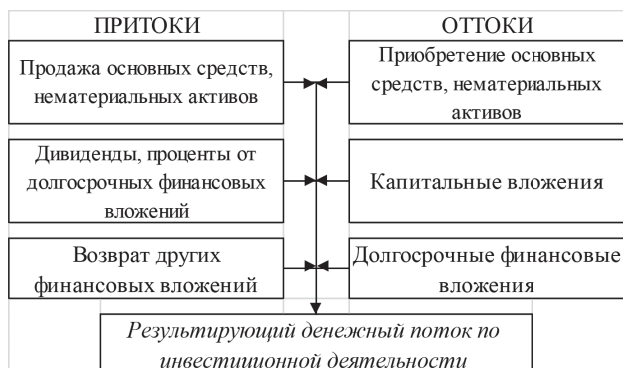 ПРИТОКИ
ОТТОКИ
Продажа основных средств,
нематериальных активов
Приобретение основных
средств, нематериальных
активов
Дивиденды, проценты от
долгосрочных финансовых
вложений
Капитальные вложения
Возврат других
финансовых вложений
Долгосрочные финансовые
вложения
Результирующий денежный поток по
инвестиционной деятельности